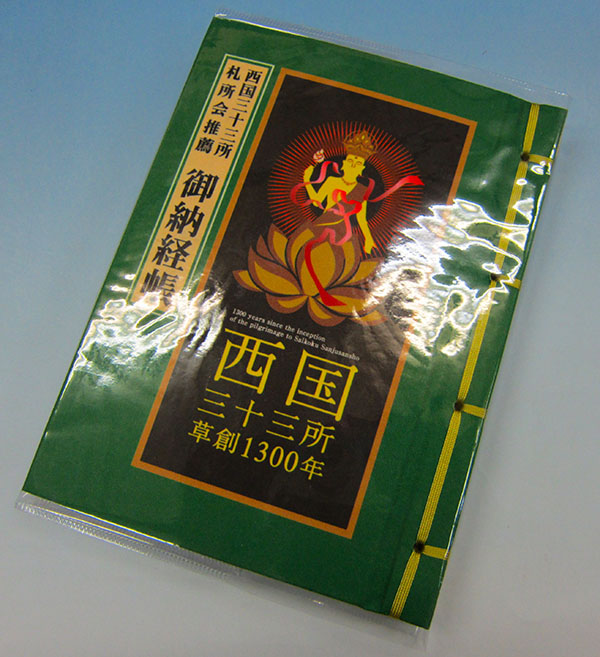 西国三十三所
札所会推薦
御納経帳
1300 years since the inception
of the pilgrimage to Saikoku Sanjusansho
西国
三十三所
草創1300年